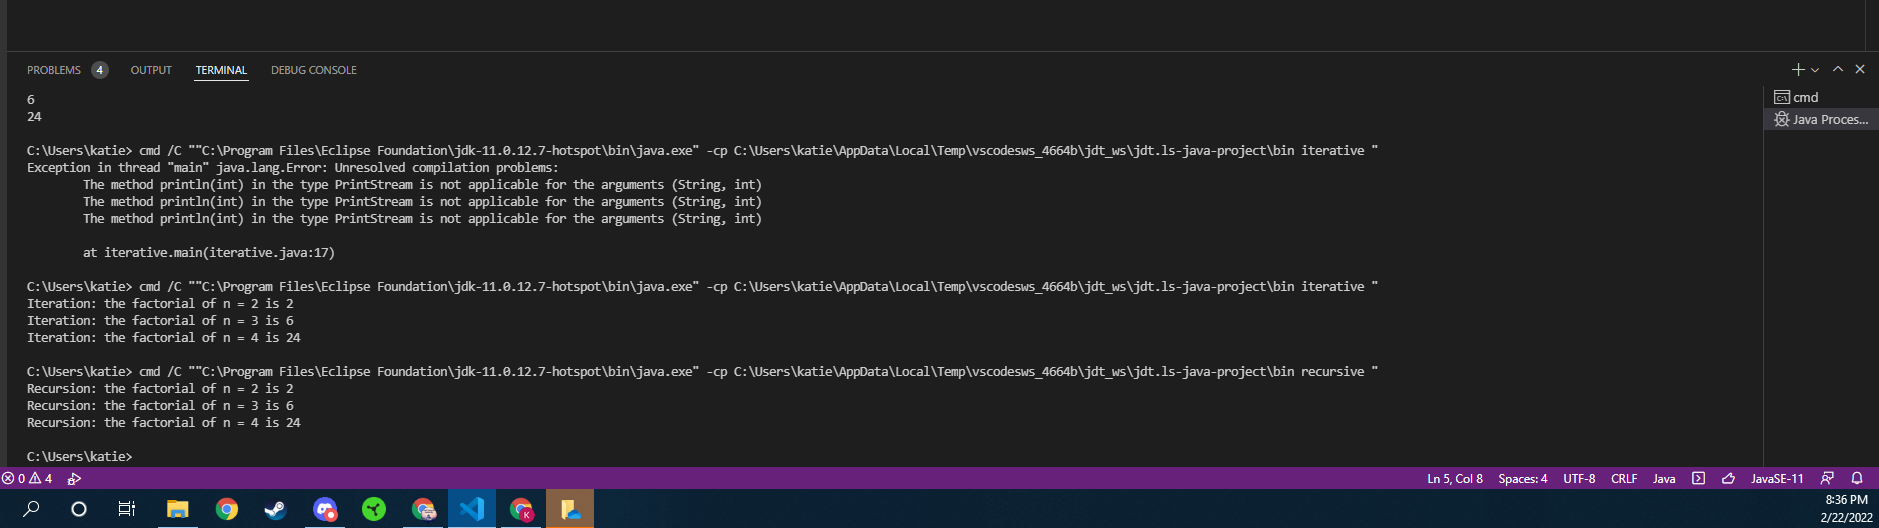 PROBLEMS 4 OUTPUT TERMINAL DEBUG CONSOLE
6
24
C:\Users\katie> cmd /C ""C:\Program Files\Eclipse Foundation\jdk-11.0.12.7-hotspot\bin\java.exe" -cp C:\Users\katie\AppData\Local\Temp\vscodesws_4664b\jdt_ws\jdt.ls-java-project\bin iterative "
Exception in thread "main" java.lang.Error: Unresolved compilation problems:
The method println(int) in the type PrintStream is not applicable for the arguments (String, int)
The method println(int) in the type PrintStream is not applicable for the arguments (String, int)
The method println(int) in the type PrintStream is not applicable for the arguments (String, int)
at iterative.main(iterative.java:17)
C:\Users\katie> cmd /C ""C:\Program Files\Eclipse Foundation\jdk-11.0.12.7-hotspot\bin\java.exe" -cp C:\Users\katie\AppData\Local\Temp\vscodesws_4664b\jdt_ws\jdt.ls-java-project\bin iterative "
Iteration: the factorial of n = 2 is 2
Iteration: the factorial of n = 3 is 6
Iteration: the factorial of n = 4 is 24
C:\Users\katie> cmd /C ""C:\Program Files\Eclipse Foundation\jdk-11.0.12.7-hotspot\bin\java.exe" -cp C:\Users\katie\AppData\Local\Temp\vscodesws_4664b\jdt_ws\jdt.ls-java-project\bin recursive "
Recursion: the factorial of n = 2 is 2
Recursion: the factorial of n = 3 is 6
Recursion: the factorial of n = 4 is 24
C:\Users\katie>
cmd
Java Proces...
0 4 Ln 5, Col 8 Spaces: 4 UTF-8 CRLF Java JavaSE-11
K
8:36 PM
2/22/2022